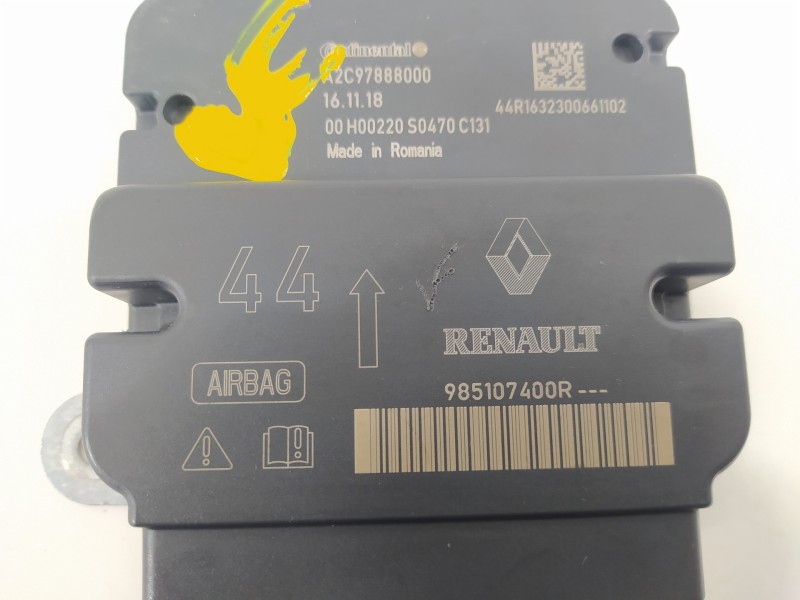 Continental
A2C97888000
16.11.18
00 H00220 S0470 C131
Made in Romania
44R1632300661102
44
RENAULT
AIRBAG
985107400R ---